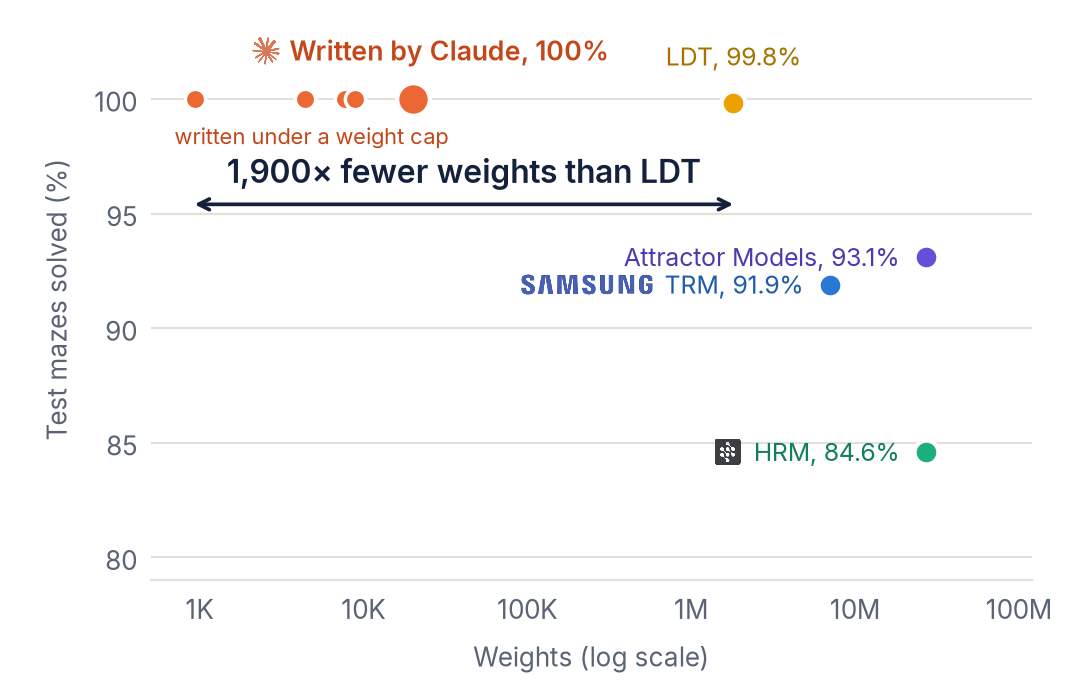 Written by Claude, 100%
LDT, 99.8%
100
written under a weight cap
1,900× fewer weights than LDT
95
Attractor Models, 93.1%
SAMSUNG TRM, 91.9%
90
85
HRM, 84.6%
80
Test mazes solved (%)
1K 10K 100K 1M 10M 100M
Weights (log scale)